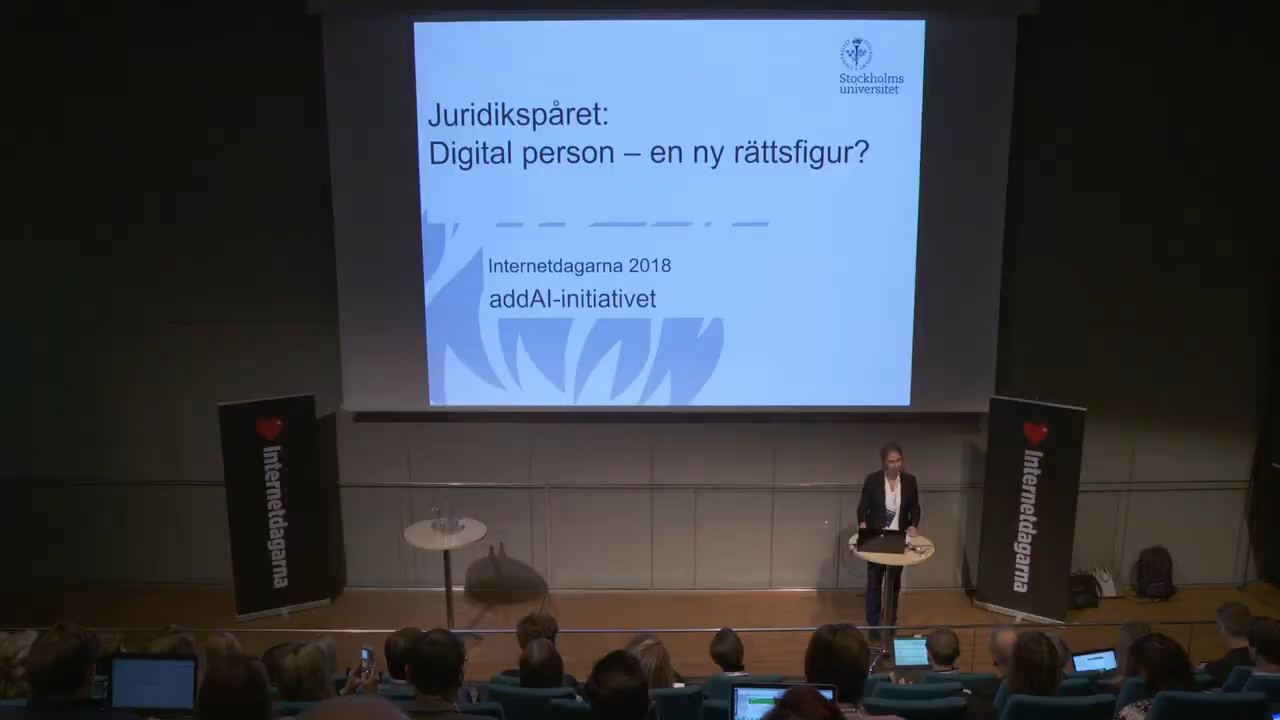 Stockholms
universitet
Juridikspåret:
Digital person – en ny rättsfigur?
Internetdagarna 2018
addAI-initiativet
Internetdagarna
Internetdagarna